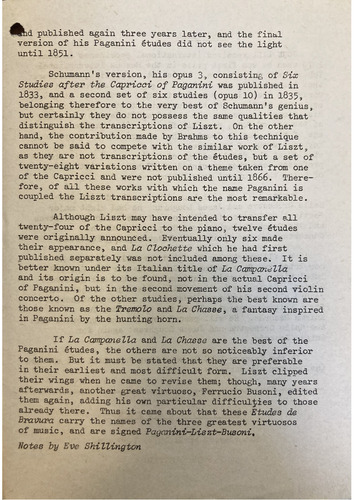 and published again three years later, and the final
version of his Paganini études did not see the light
until 1851.
Schumann's version, his opus 3, consisting of Six
Studies after the Capricci of Paganini was published in
1833, and a second set of six studies (opus 10) in 1835,
belonging therefore to the very best of Schumann's genius,
but certainly they do not possess the same qualities that
distinguish the transcriptions of Liszt. On the other
hand, the contribution made by Brahms to this technique
cannot be said to compete with the similar work of Liszt,
as they are not transcriptions of the études, but a set of
twenty-eight variations written on a theme taken from one
of the Capricci and were not published until 1866. There-
fore, of all these works with which the name Paganini is
coupled the Liszt transcriptions are the most remarkable.
Although Liszt may have intended to transfer all
twenty-four of the Capricci to the piano, twelve études
were originally announced. Eventually only six made
their appearance, and La Clochette which he had first
published separately was not included among these. It is
better known under its Italian title of La Campanella
and its origin is to be found, not in the actual Capricci
of Paganini, but in the second movement of his second violin
concerto. Of the other studies, perhaps the best known are
those known as the Tremolo and La Chasse, a fantasy inspired
in Paganini by the hunting horn.
If La Campanella and La Chasse are the best of the
Paganini études, the others are not so noticeably inferior
to them. But it must be stated that they are preferable
in their earliest and most difficult form. Liszt clipped
their wings when he came to revise them; though, many years
afterwards, another great virtuoso, Ferrucio Busoni, edited
them again, adding his own particular difficulties to those
already there. Thus it came about that these Études de
Bravura carry the names of the three greatest virtuosos
of music, and are signed Paganini-Liszt-Busoni.
Notes by Eve Shillington